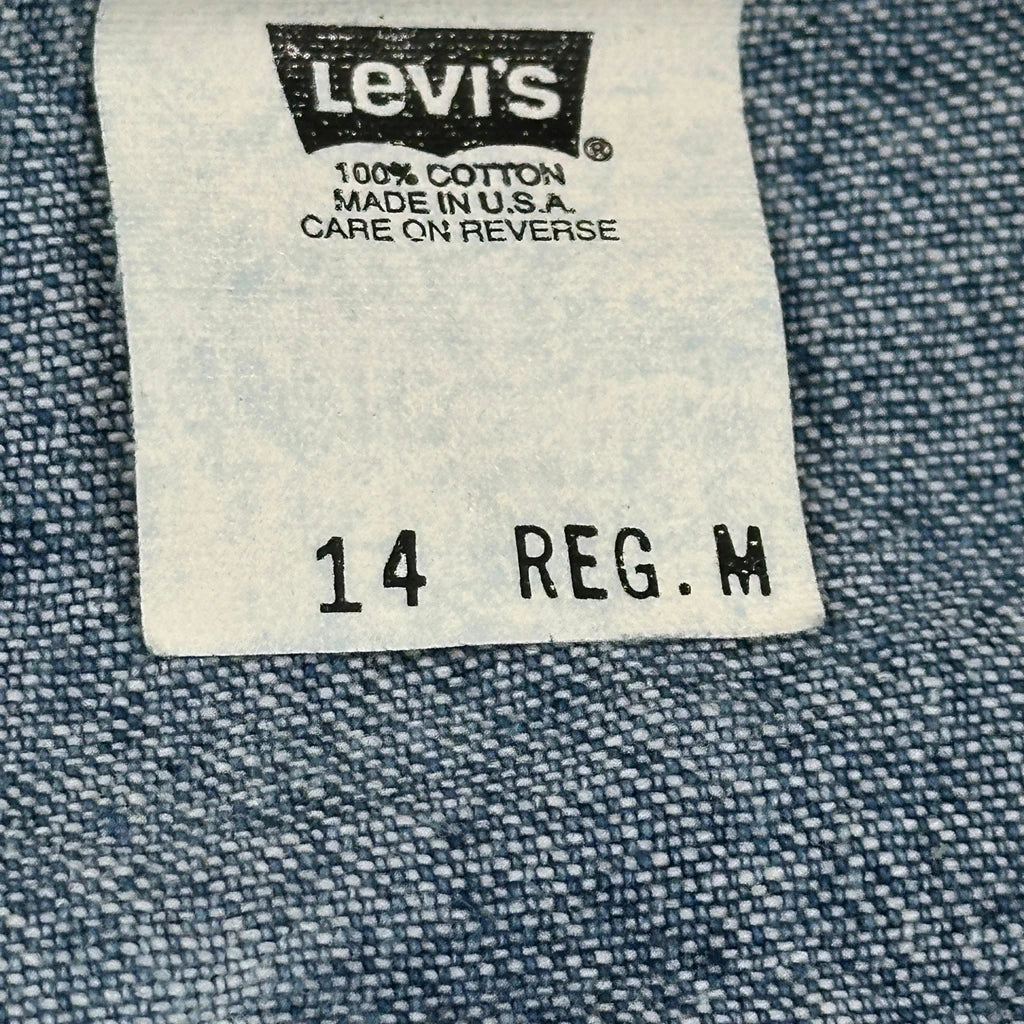 Levi's ®
100% COTTON
MADE IN U.S.A.
CARE ON REVERSE
14 REG. M